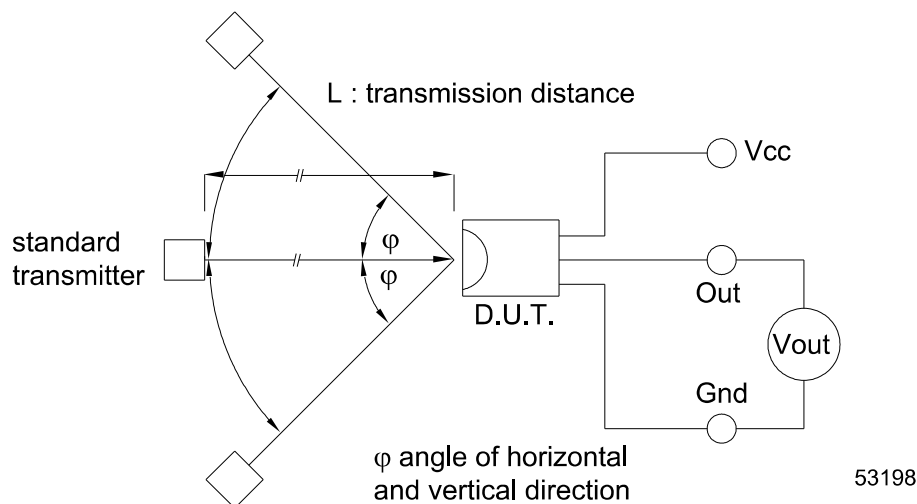 L : transmission distance
Vcc
standard
transmitter
φ
φ
Out
D.U.T.
Vout
Gnd
φ angle of horizontal
and vertical direction
53198